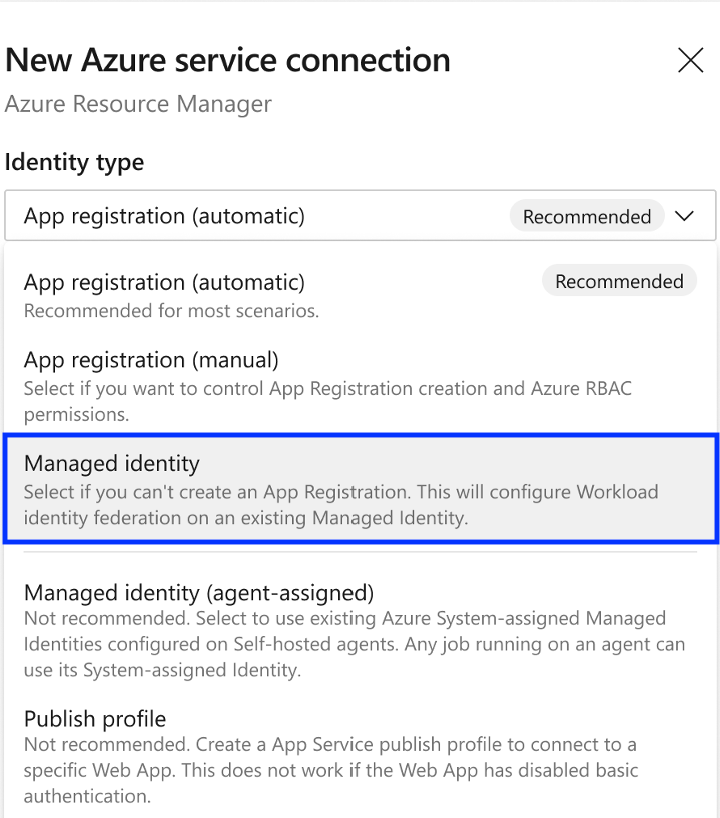 New Azure service connection
Azure Resource Manager
Identity type
App registration (automatic) Recommended
App registration (automatic) Recommended
Recommended for most scenarios.
App registration (manual)
Select if you want to control App Registration creation and Azure RBAC
permissions.
Managed identity
Select if you can't create an App Registration. This will configure Workload
identity federation on an existing Managed Identity.
Managed identity (agent-assigned)
Not recommended. Select to use existing Azure System-assigned Managed
Identities configured on Self-hosted agents. Any job running on an agent can
use its System-assigned Identity.
Publish profile
Not recommended. Create a App Service publish profile to connect to a
specific Web App. This does not work if the Web App has disabled basic
authentication.